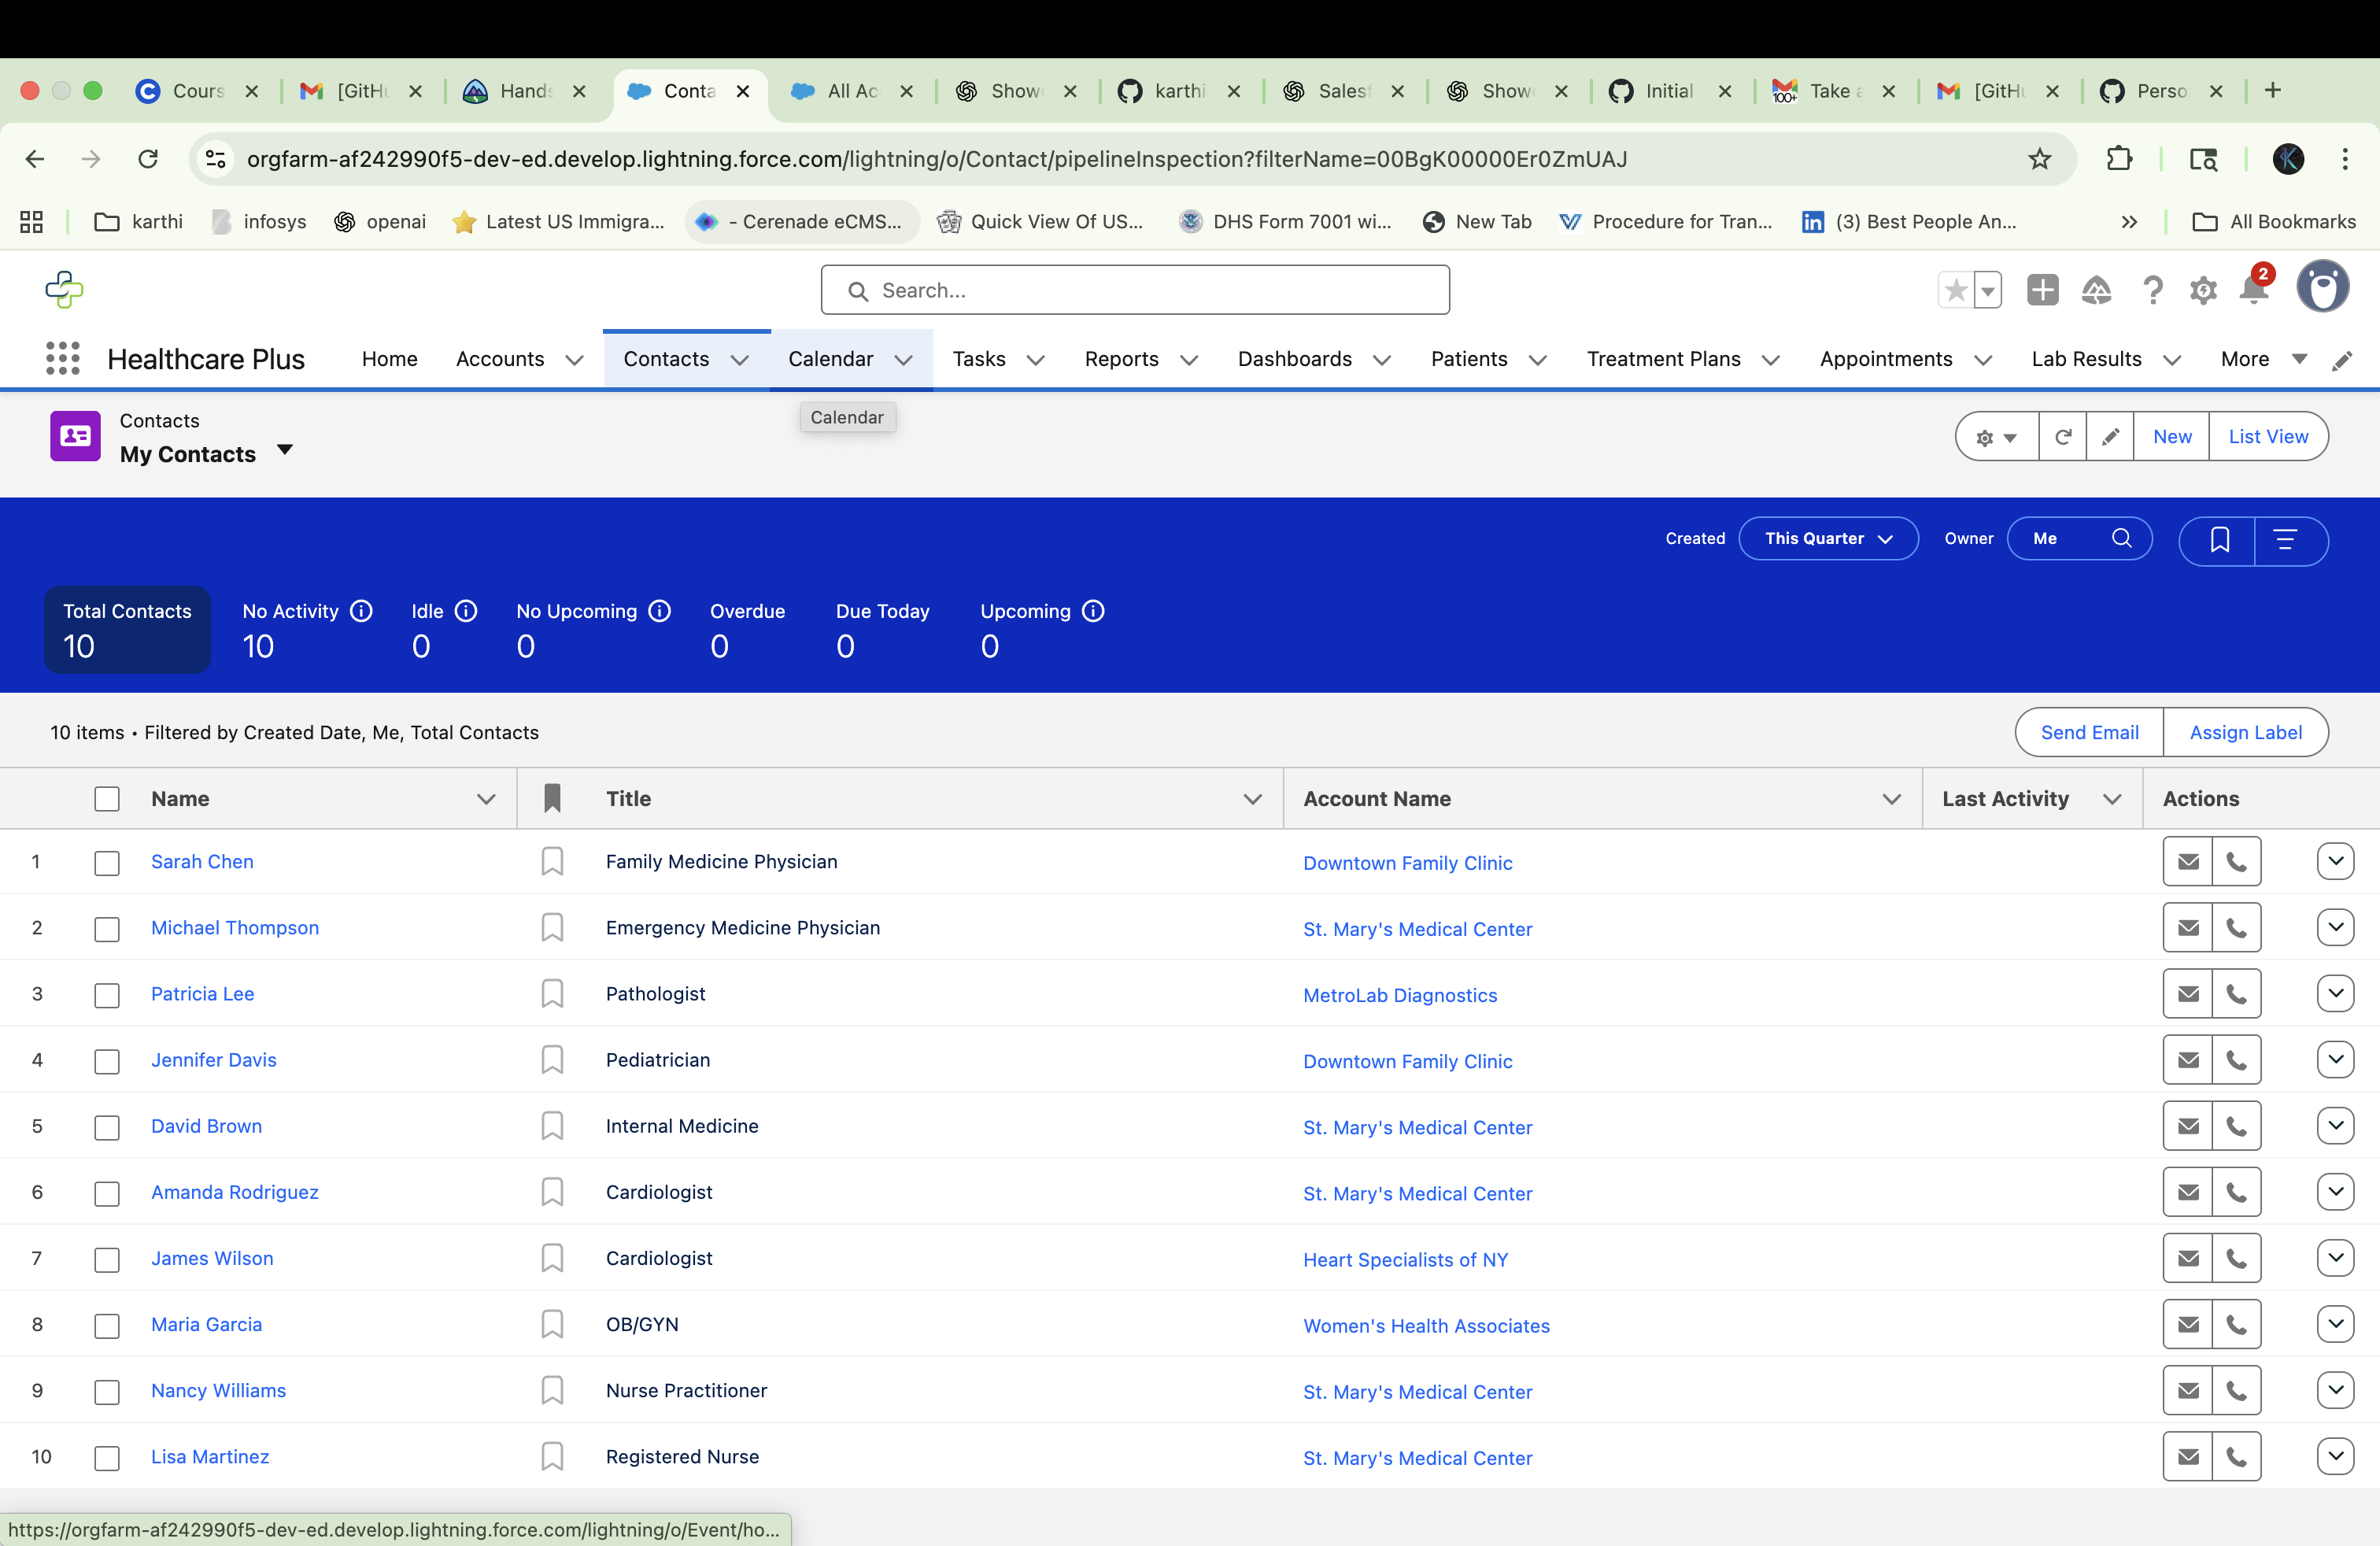 Cours
[GitHu
Hands
Conta
All Ac
Show
karthi
Salesf
Show
Initial
100+
Take a
[GitHu
Perso
orgfarm-af242990f5-dev-ed.develop.lightning.force.com/lightning/o/Contact/pipelineInspection?filterName=00BgK00000Er0ZmUAJ
karthi
infosys
openai
Latest US Immigra...
- Cerenade eCMS...
Quick View Of US...
DHS Form 7001 wi...
New Tab
Procedure for Tran...
(3) Best People An...
All Bookmarks
Search...
2
Healthcare Plus
Home
Accounts
Contacts
Calendar
Tasks
Reports
Dashboards
Patients
Treatment Plans
Appointments
Lab Results
More
Calendar
Contacts
My Contacts
New
List View
Created
This Quarter
Owner
Me
Total Contacts
10
No Activity
10
Idle
0
No Upcoming
0
Overdue
0
Due Today
0
Upcoming
0
10 items • Filtered by Created Date, Me, Total Contacts
Send Email
Assign Label
Name Title Account Name Last Activity Actions
1 Sarah Chen Family Medicine Physician Downtown Family Clinic
2 Michael Thompson Emergency Medicine Physician St. Mary's Medical Center
3 Patricia Lee Pathologist MetroLab Diagnostics
4 Jennifer Davis Pediatrician Downtown Family Clinic
5 David Brown Internal Medicine St. Mary's Medical Center
6 Amanda Rodriguez Cardiologist St. Mary's Medical Center
7 James Wilson Cardiologist Heart Specialists of NY
8 Maria Garcia OB/GYN Women's Health Associates
9 Nancy Williams Nurse Practitioner St. Mary's Medical Center
10 Lisa Martinez Registered Nurse St. Mary's Medical Center
https://orgfarm-af242990f5-dev-ed.develop.lightning.force.com/lightning/o/Event/ho...